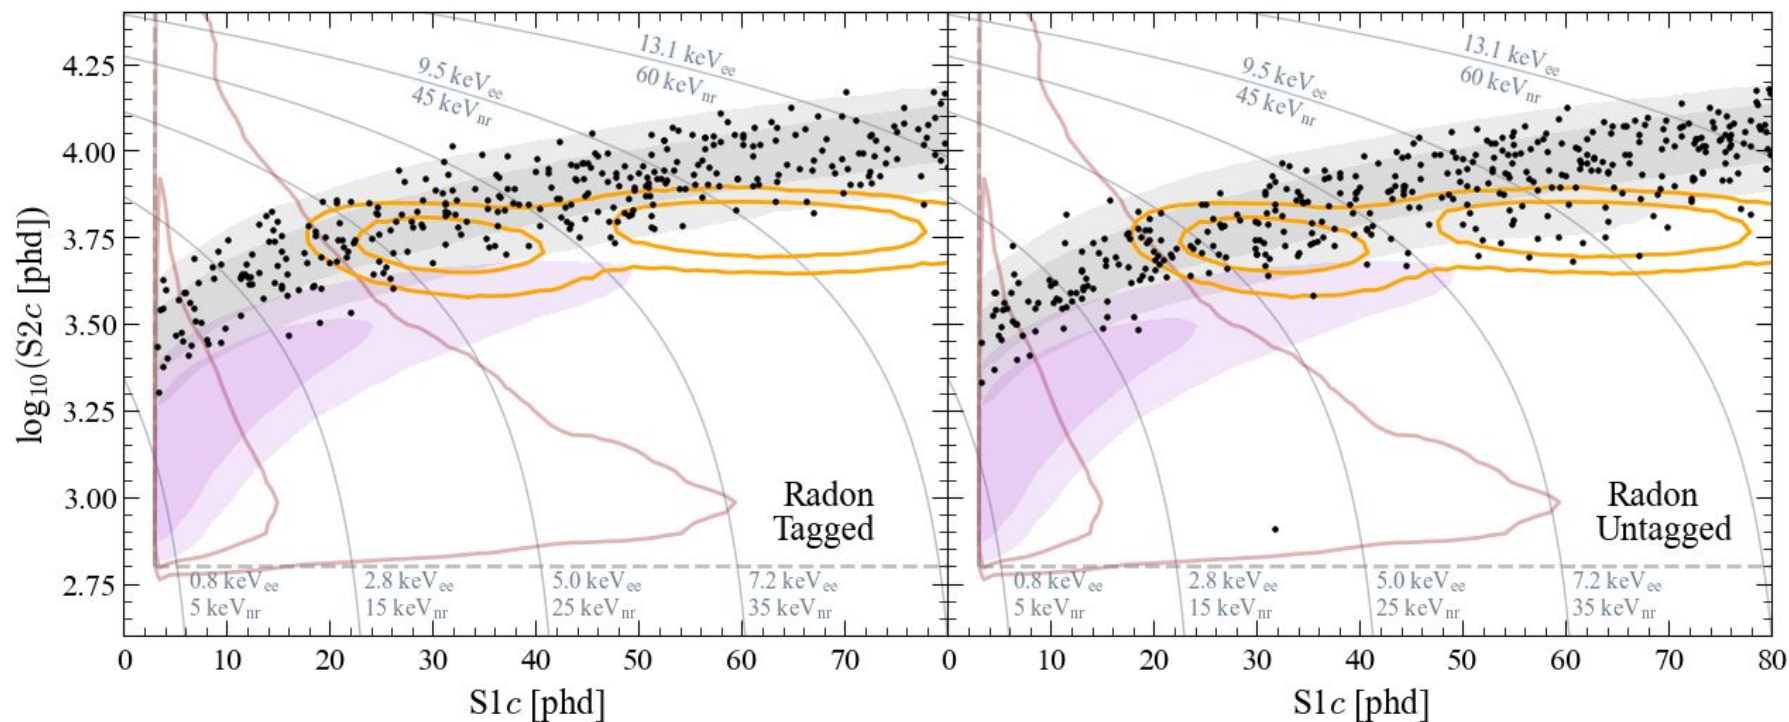 4.25
4.00
3.75
3.50
3.25
3.00
2.75
log₁₀(S2c [phd])
9.5 keVₑₑ
45 keVₙᵣ
13.1 keVₑₑ
60 keVₙᵣ
Radon
Tagged
0.8 keVₑₑ
5 keVₙᵣ
2.8 keVₑₑ
15 keVₙᵣ
5.0 keVₑₑ
25 keVₙᵣ
7.2 keVₑₑ
35 keVₙᵣ
0 10 20 30 40 50 60 70
S1c [phd]
9.5 keVₑₑ
45 keVₙᵣ
13.1 keVₑₑ
60 keVₙᵣ
Radon
Untagged
0.8 keVₑₑ
5 keVₙᵣ
2.8 keVₑₑ
15 keVₙᵣ
5.0 keVₑₑ
25 keVₙᵣ
7.2 keVₑₑ
35 keVₙᵣ
0 10 20 30 40 50 60 70 80
S1c [phd]